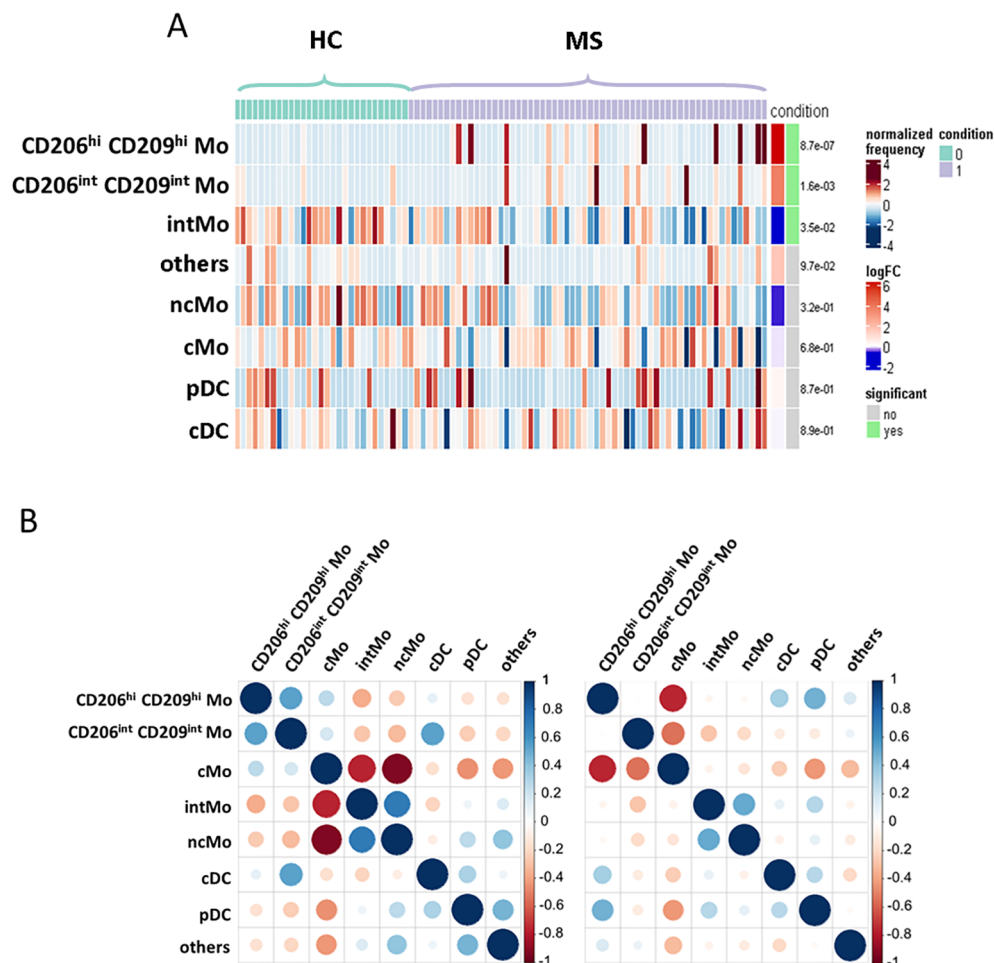 A
HC
MS
condition
CD206hi CD209hi Mo
8.7e-07
CD206int CD209int Mo
1.6e-03
intMo
3.5e-02
others
9.7e-02
ncMo
3.2e-01
cMo
6.8e-01
pDC
8.7e-01
cDC
8.9e-01
normalized
frequency
4
2
0
-2
-4
condition
0
1
logFC
6
4
2
0
-2
significant
no
yes
B
CD206hi CD209hi Mo
CD206int CD209int Mo
cMo
intMo
ncMo
cDC
pDC
others
CD206hi CD209hi Mo
CD206int CD209int Mo
cMo
intMo
ncMo
cDC
pDC
others
CD206hi CD209hi Mo
CD206int CD209int Mo
cMo
intMo
ncMo
cDC
pDC
others
1
0.8
0.6
0.4
0.2
0
-0.2
-0.4
-0.6
-0.8
-1
1
0.8
0.6
0.4
0.2
0
-0.2
-0.4
-0.6
-0.8
-1